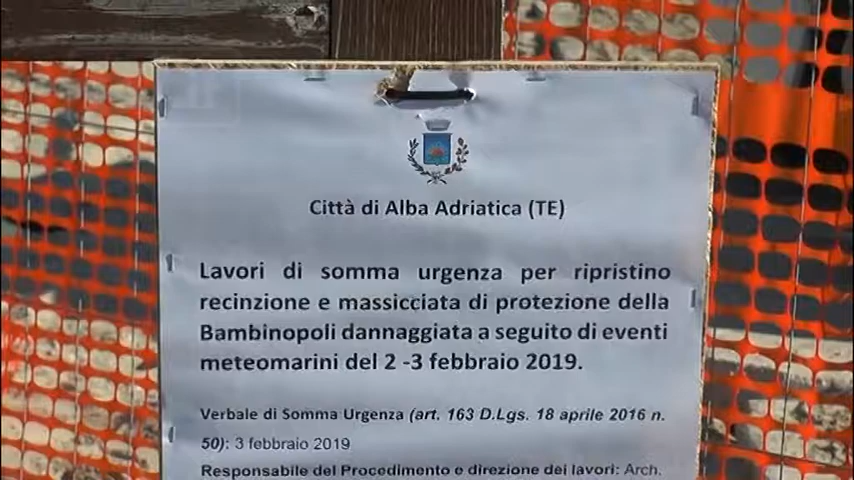 Città di Alba Adriatica (TE)
Lavori di somma urgenza per ripristino
recinzione e massicciata di protezione della
Bambinopoli dannaggiata a seguito di eventi
meteomarini del 2 -3 febbraio 2019.
Verbale di Somma Urgenza (art. 163 D.Lgs. 18 aprile 2016 n.
50): 3 febbraio 2019
Responsabile del Procedimento e direzione dei lavori: Arch.